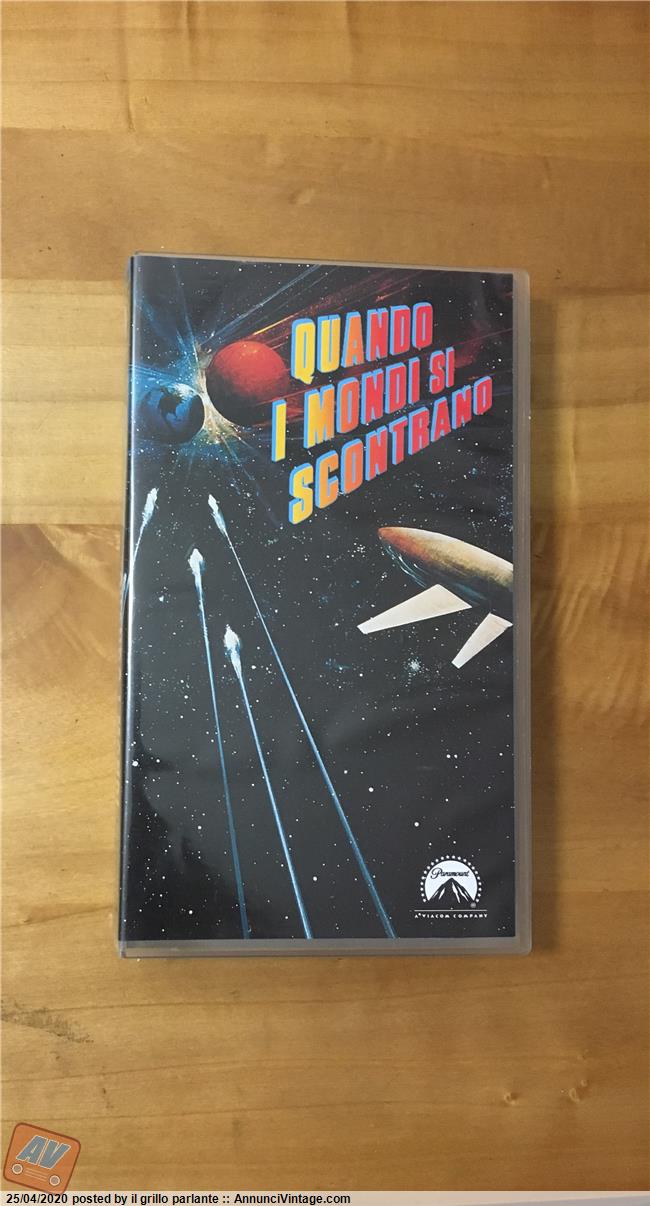 QUANDO
I MONDI SI
SCONTRANO
Paramount
®
A VIACOM COMPANY
AV
25/04/2020 posted by il grillo parlante :: AnnunciVintage.com